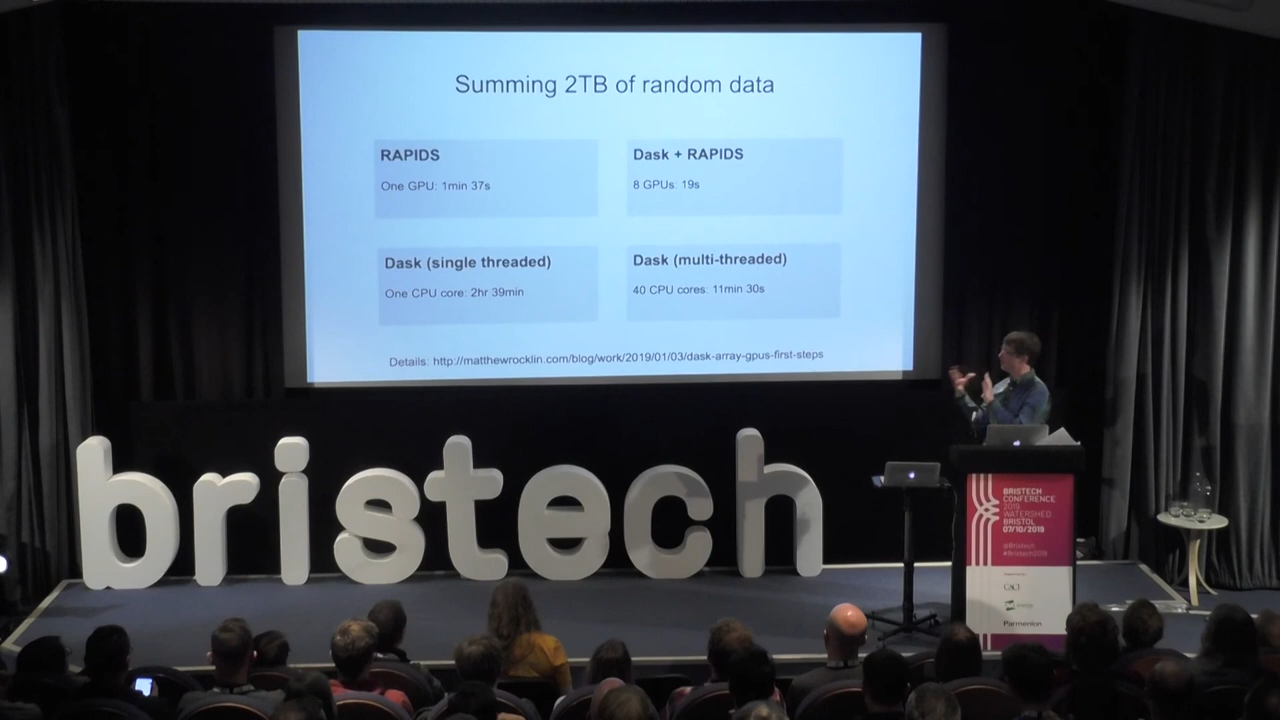 Summing 2TB of random data
RAPIDS
One GPU: 1min 37s
Dask + RAPIDS
8 GPUs: 19s
Dask (single threaded)
One CPU core: 2hr 39min
Dask (multi-threaded)
40 CPU cores: 11min 30s
Details: http://matthewrocklin.com/blog/work/2019/01/03/dask-array-gpus-first-steps
bristech
BRISTECH
CONFERENCE
2019
WATERSHED
BRISTOL
07/10/2019
@Bristech
#Bristech2019
CACI
Parmenion